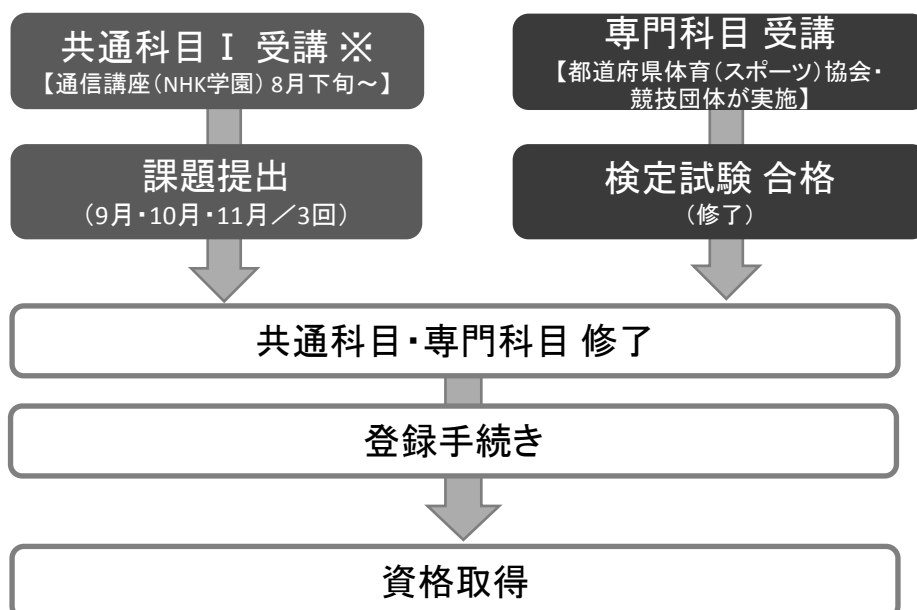 共通科目Ⅰ 受講 ※
【通信講座(NHK学園) 8月下旬~】
課題提出
(9月・10月・11月/3回)
専門科目 受講
【都道府県体育(スポーツ)協会・
競技団体が実施】
検定試験 合格
(修了)
共通科目・専門科目 修了
登録手続き
資格取得